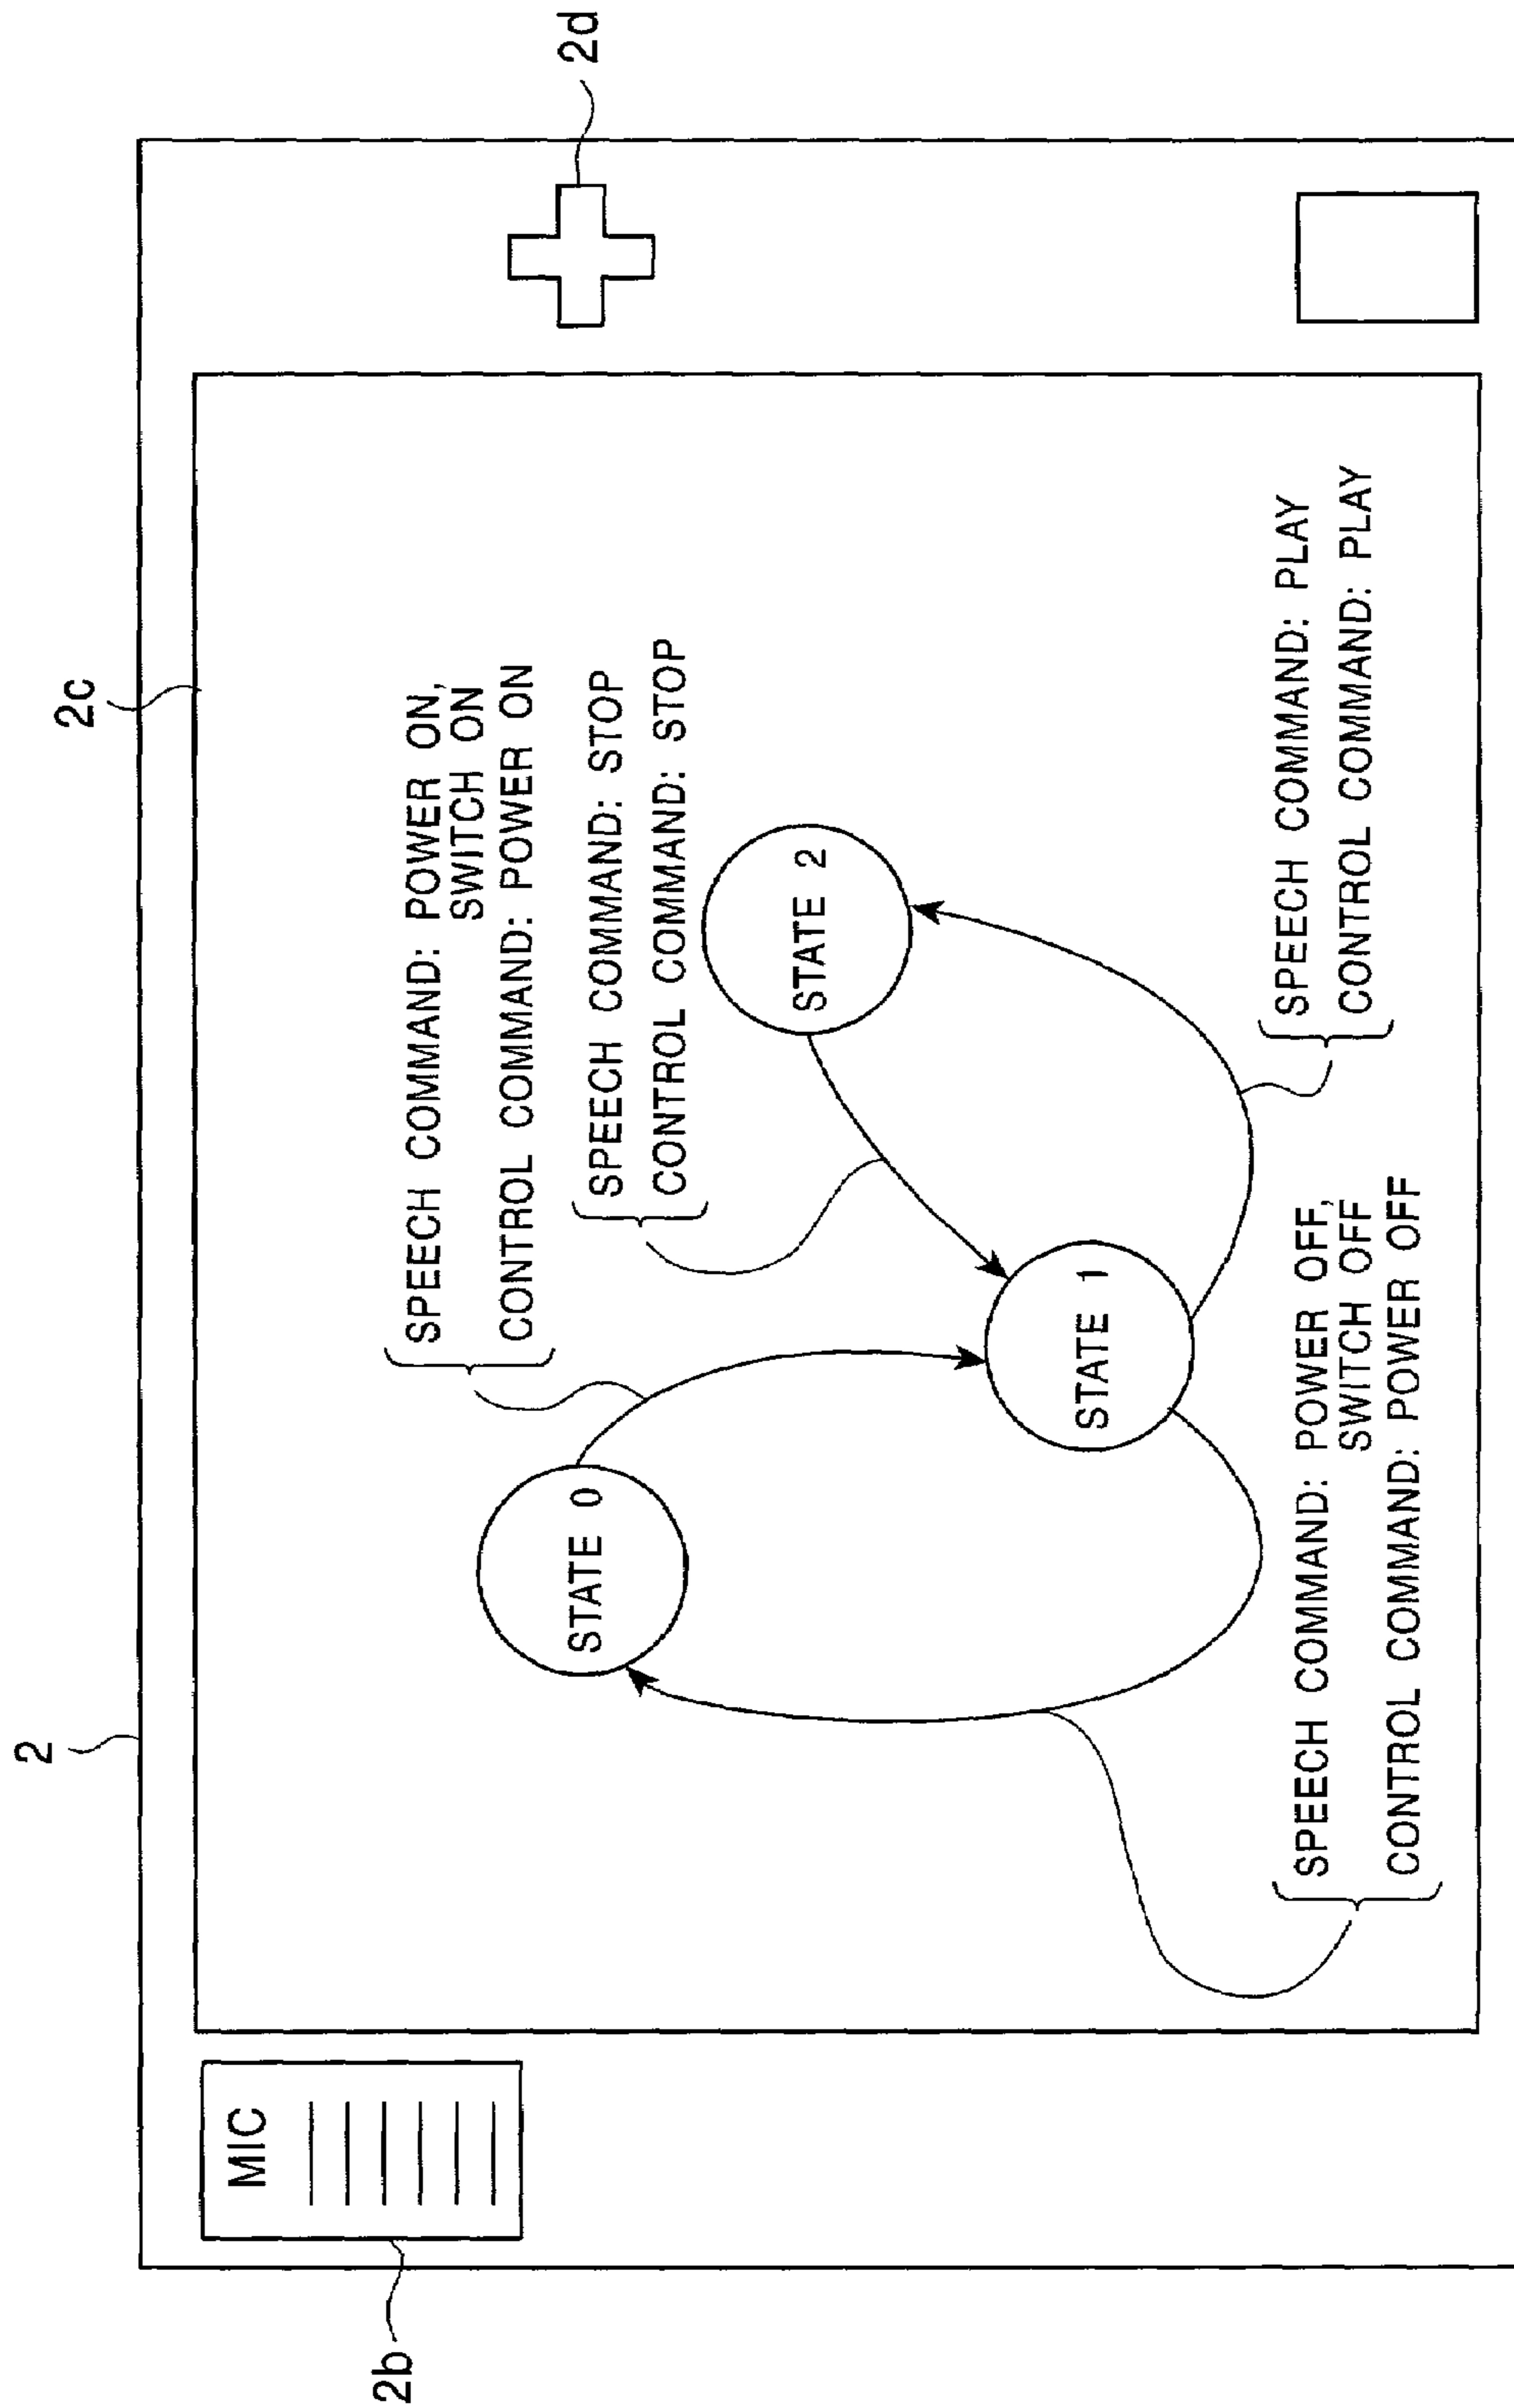 2
2c
2b
2d
MIC
SPEECH COMMAND: POWER ON,
SWITCH ON
CONTROL COMMAND: POWER ON
SPEECH COMMAND: STOP
CONTROL COMMAND: STOP
STATE 0
STATE 2
STATE 1
SPEECH COMMAND: PLAY
CONTROL COMMAND: PLAY
SPEECH COMMAND: POWER OFF,
SWITCH OFF
CONTROL COMMAND: POWER OFF